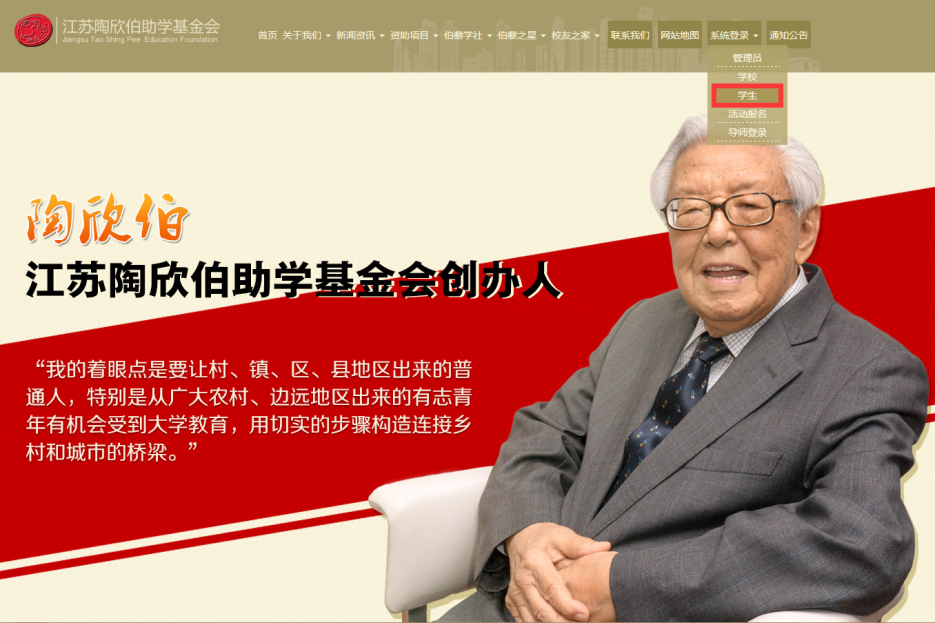 江苏陶欣伯助学基金会
Jiangsu Tao Shing Pee Education Foundation
首页 关于我们 新闻资讯 资助项目 伯藜学社 伯藜之星 校友之家 联系我们 网站地图 系统登录 通知公告
管理员
学校
学生
活动报名
导师登录
陶欣伯
江苏陶欣伯助学基金会创办人
“我的着眼点是要让村、镇、区、县地区出来的普
通人，特别是从广大农村、边远地区出来的有志青
年有机会受到大学教育，用切实的步骤构造连接乡
村和城市的桥梁。”